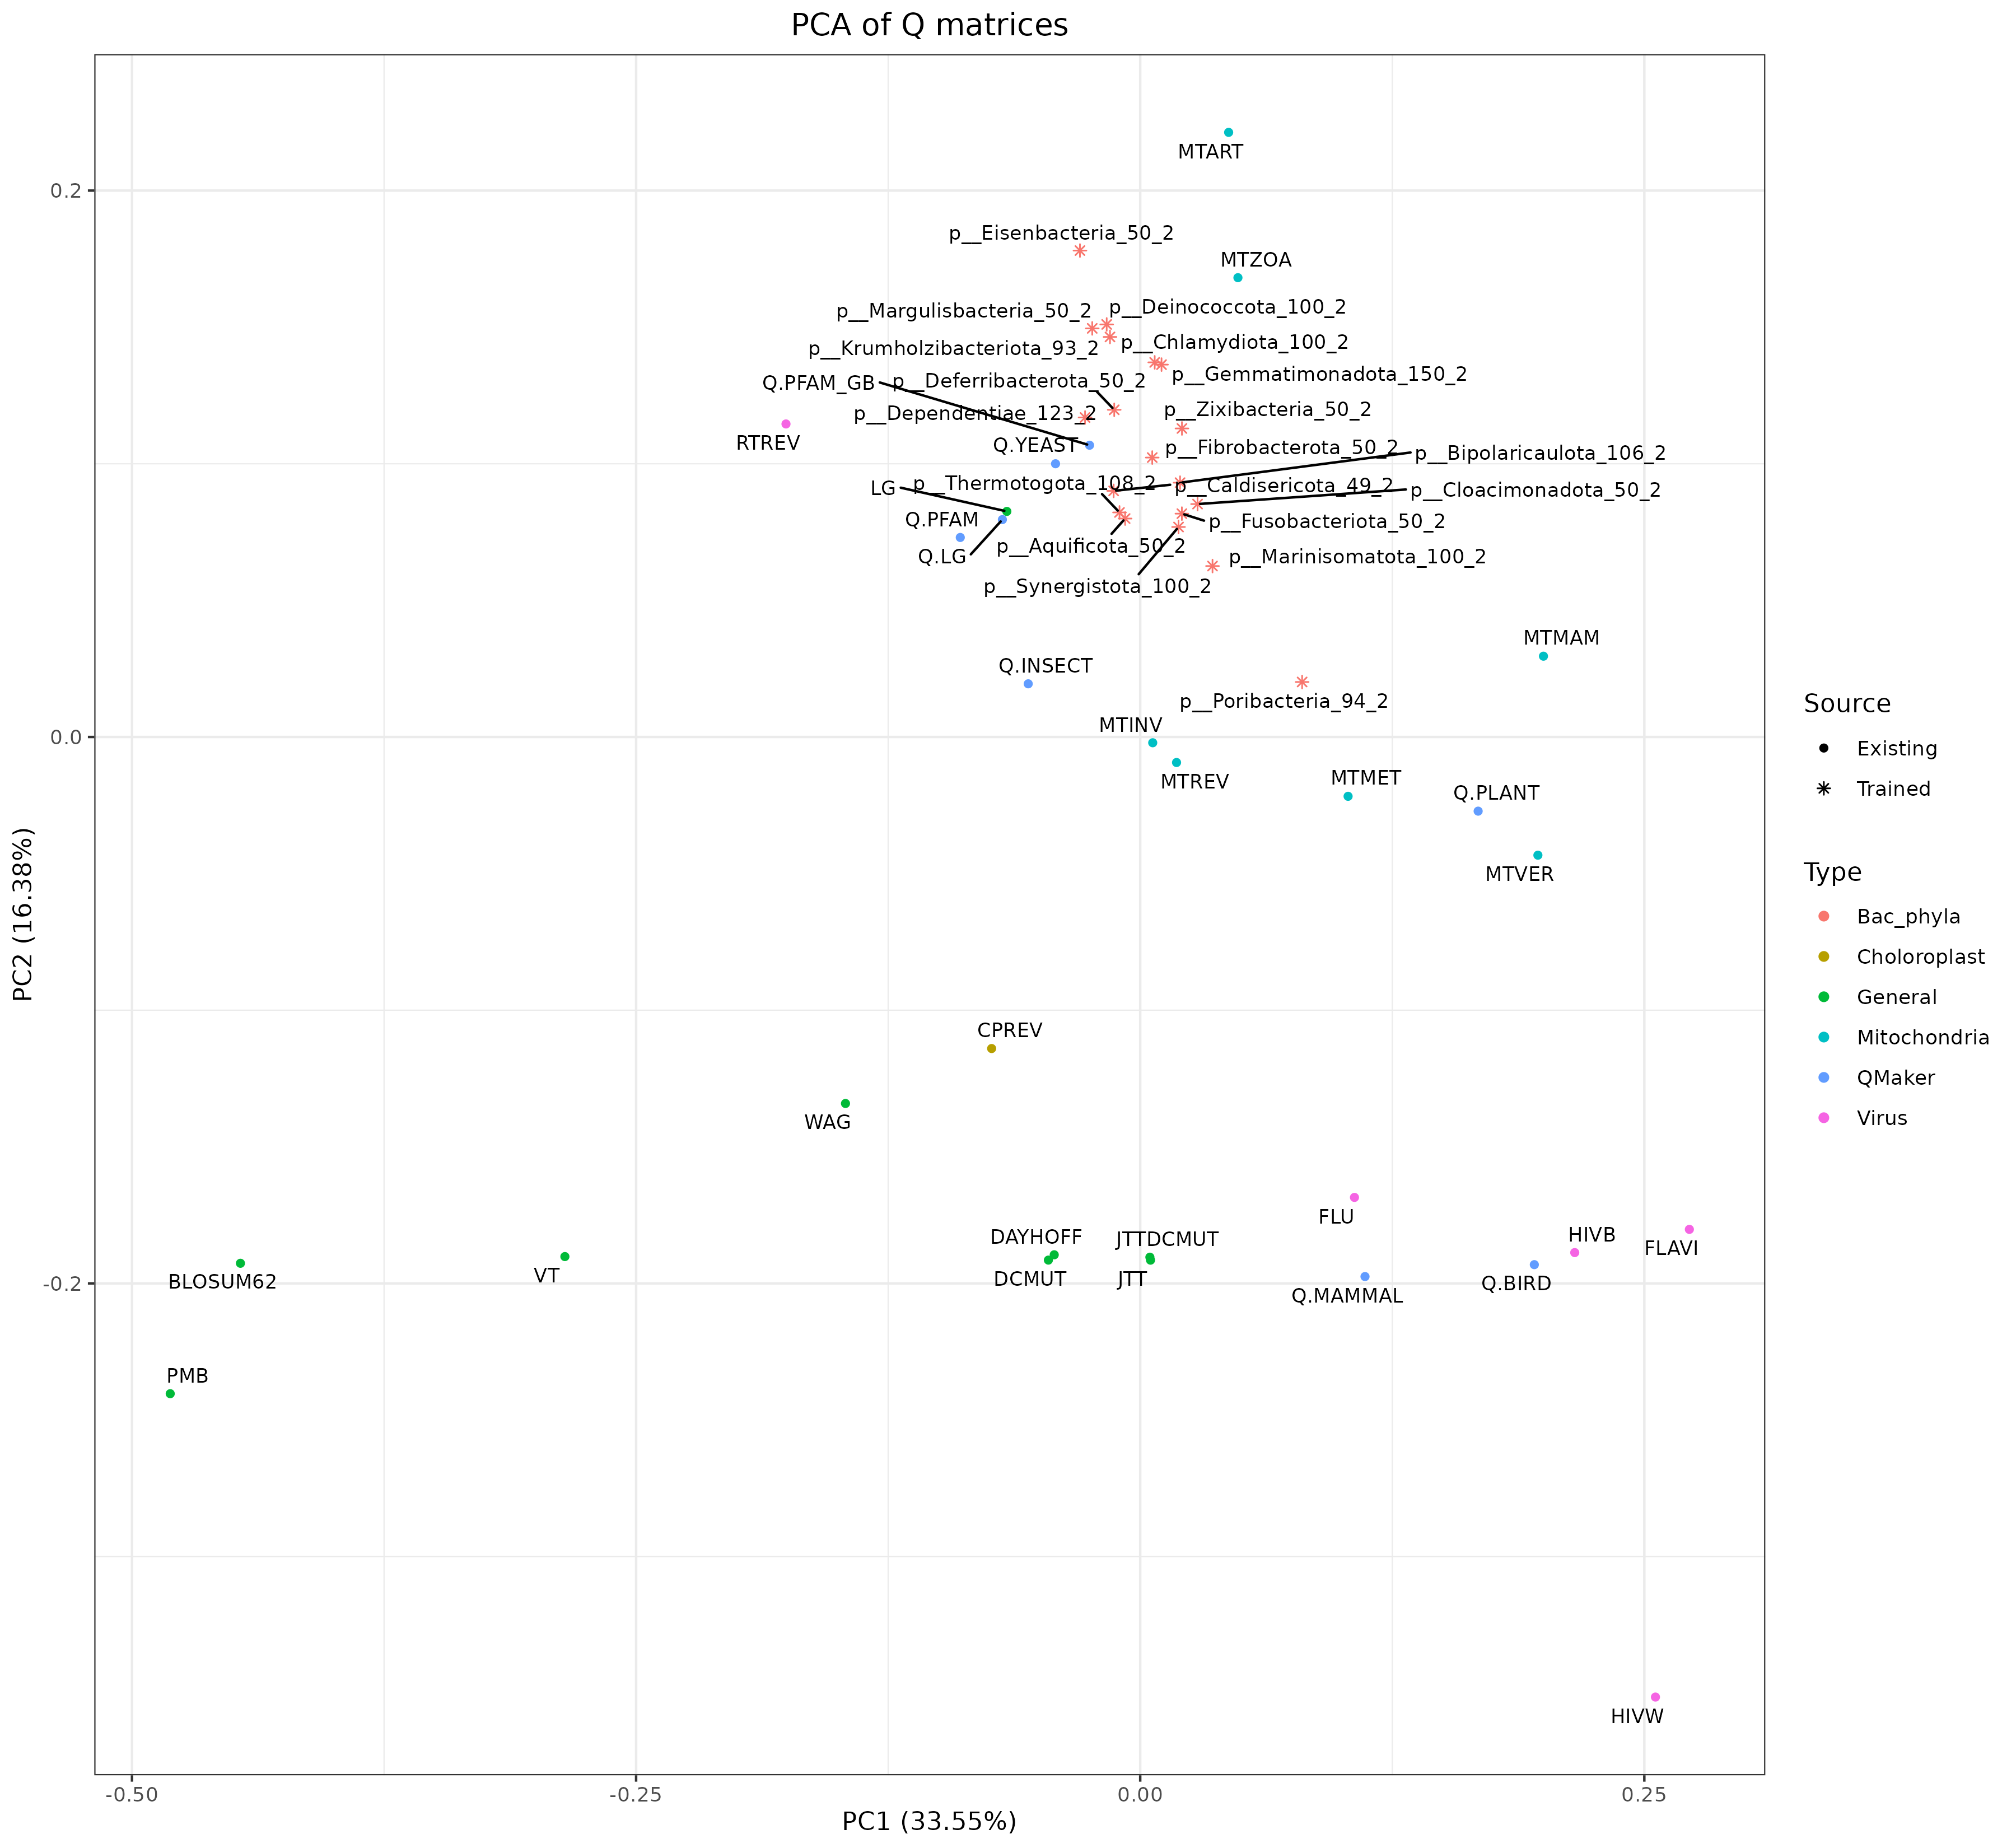 PCA of Q matrices
MTART
0.2
p__Eisenbacteria_50_2
MTZOA
p__Margulisbacteria_50_2
p__Deinococcota_100_2
p__Chlamydiota_100_2
p__Krumholzibacteriota_93_2
p__Gemmatimonadota_150_2
Q.PFAM_GB
p__Deferribacterota_50_2
p__Dependentiae_123_2
p__Zixibacteria_50_2
RTREV
Q.YEAST
p__Fibrobacterota_50_2
p__Bipolaricaulota_106_2
LG
p__Thermotogota_108_2
p__Caldisericota_49_2
p__Cloacimonadota_50_2
Q.PFAM
p__Fusobacteriota_50_2
Q.LG
p__Aquificota_50_2
p__Marinisomatota_100_2
p__Synergistota_100_2
MTMAM
Q.INSECT
p__Poribacteria_94_2
MTINV
0.0
MTREV
MTMET
Q.PLANT
MTVER
PC2 (16.38%)
CPREV
WAG
FLU
DAYHOFF
JTTDCMUT
HIVB
FLAVI
BLOSUM62
VT
DCMUT
JTT
Q.MAMMAL
Q.BIRD
-0.2
PMB
HIVW
-0.50
-0.25
0.00
0.25
PC1 (33.55%)
Source
Existing
Trained
Type
Bac_phyla
Choloroplast
General
Mitochondria
QMaker
Virus